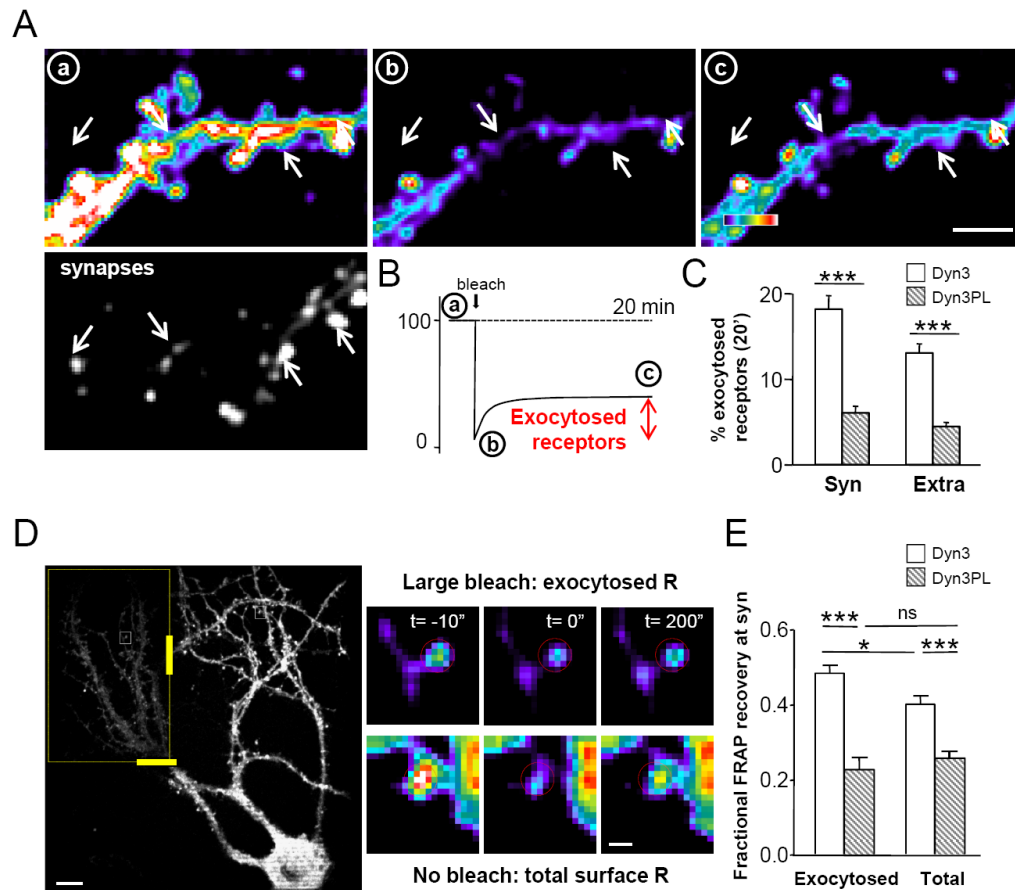 A
a
b
c
synapses
B
bleach
a
20 min
100
c
Exocytosed
receptors
0
b
C
Dyn3
Dyn3PL
% exocytosed
receptors (20')
20
10
0
***
***
Syn
Extra
D
Large bleach: exocytosed R
t= -10"
t= 0"
t= 200"
No bleach: total surface R
E
Dyn3
Dyn3PL
Fractional FRAP recovery at syn
0.6
0.4
0.2
0.0
***
ns
*
***
Exocytosed
Total